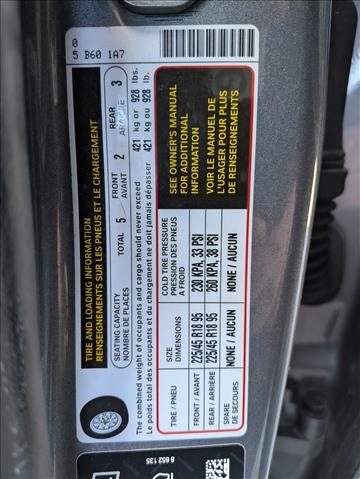 0
5 B60 1A7
TIRE AND LOADING INFORMATION
RENSEIGNEMENTS SUR LES PNEUS ET LE CHARGEMENT
SEATING CAPACITY TOTAL 5 FRONT 2 REAR 3
NOMBRE DE PLACES AVANT ARRIÈRE
The combined weight of occupants and cargo should never exceed 421 kg or 928 lbs.
Le poids total des occupants et du chargement ne doit jamais dépasser 421 kg ou 928 lb.
TIRE / PNEU SIZE DIMENSIONS COLD TIRE PRESSURE PRESSION DES PNEUS A FROID
FRONT / AVANT 225/45 R18 95 230 KPA, 33 PSI
REAR / ARRIÈRE 225/45 R18 95 260 KPA, 38 PSI
SPARE DE SECOURS NONE / AUCUN NONE / AUCUN
SEE OWNER'S MANUAL
FOR ADDITIONAL
INFORMATION
VOIR LE MANUEL DE
L'USAGER POUR PLUS
DE RENSEIGNEMENTS
8 652 135